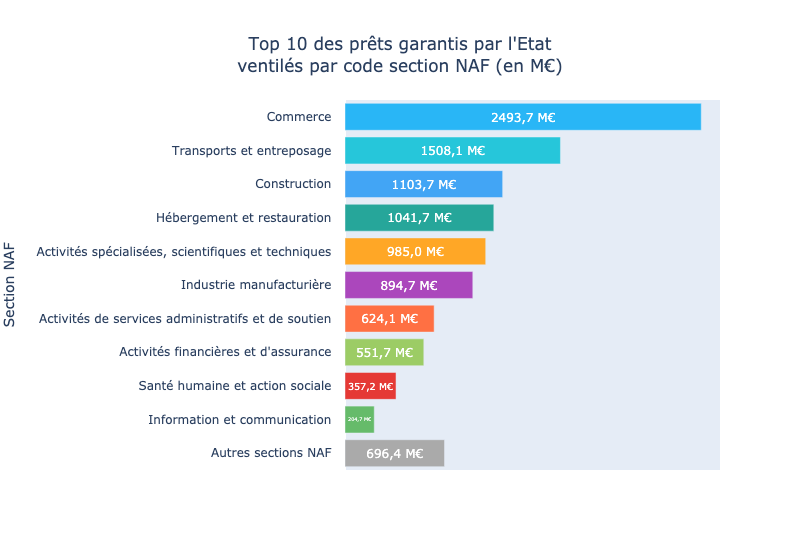 Top 10 des prêts garantis par l'Etat
ventilés par code section NAF (en M€)
Section NAF
Commerce 2493,7 M€
Transports et entreposage 1508,1 M€
Construction 1103,7 M€
Hébergement et restauration 1041,7 M€
Activités spécialisées, scientifiques et techniques 985,0 M€
Industrie manufacturière 894,7 M€
Activités de services administratifs et de soutien 624,1 M€
Activités financières et d'assurance 551,7 M€
Santé humaine et action sociale 357,2 M€
Information et communication 204,7 M€
Autres sections NAF 696,4 M€